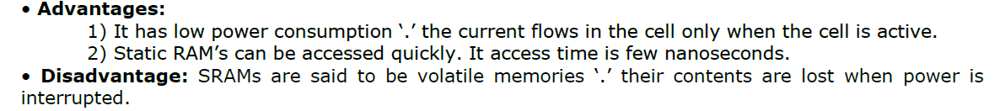 • Advantages:
1) It has low power consumption ‘.’ the current flows in the cell only when the cell is active.
2) Static RAM’s can be accessed quickly. It access time is few nanoseconds.
• Disadvantage: SRAMs are said to be volatile memories ‘.’ their contents are lost when power is
interrupted.